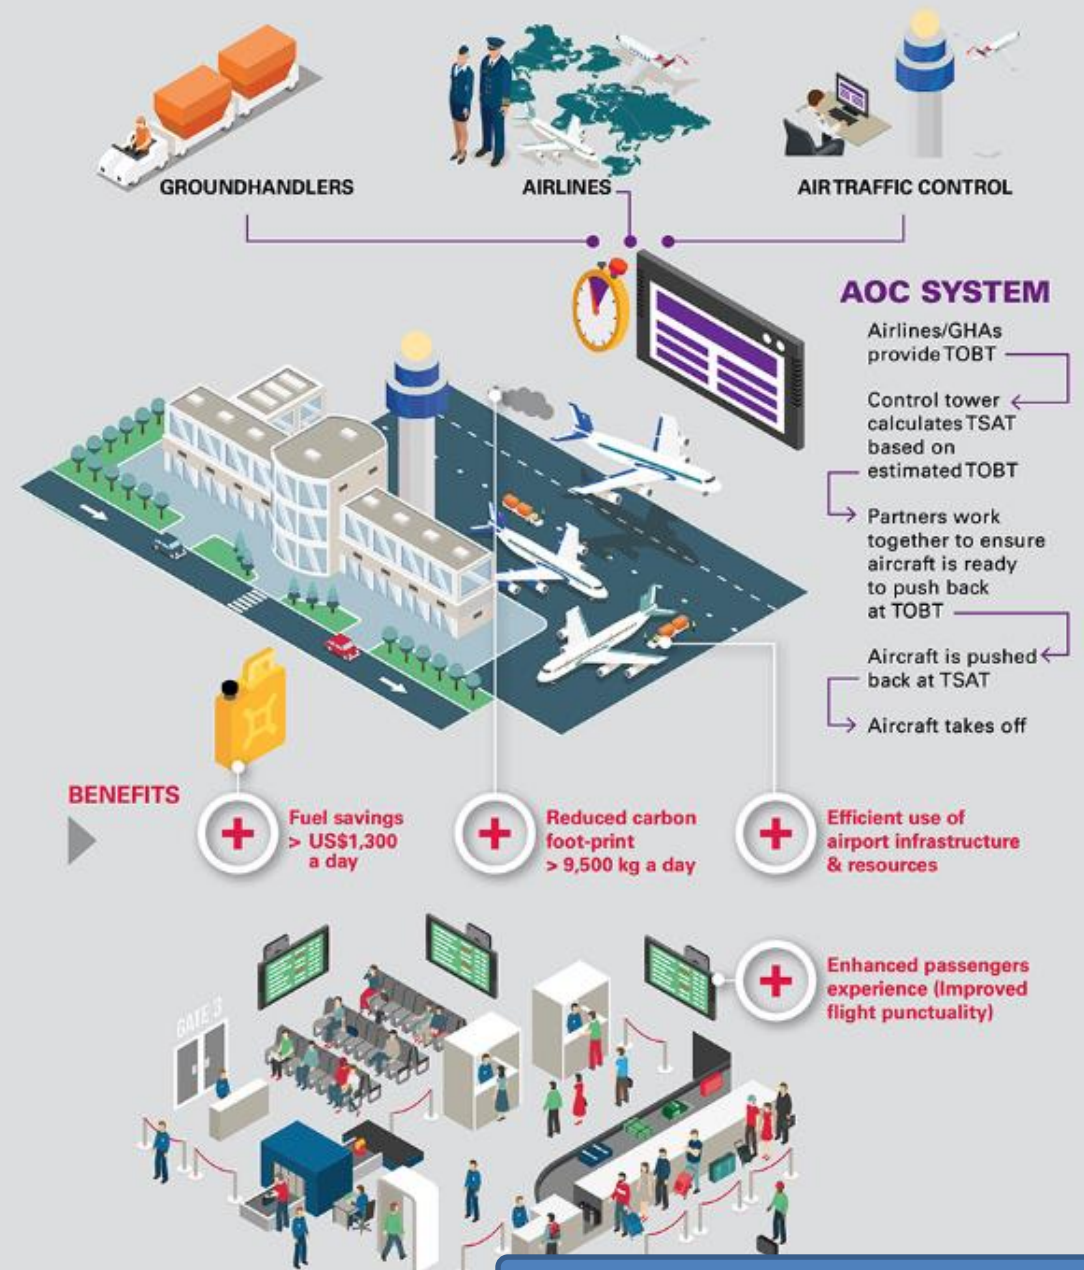 GROUNDHANDLERS
AIRLINES
AIR TRAFFIC CONTROL
AOC SYSTEM
Airlines/GHAs
provide TOBT
Control tower
calculates TSAT
based on
estimated TOBT
Partners work
together to ensure
aircraft is ready
to push back
at TOBT
Aircraft is pushed
back at TSAT
Aircraft takes off
BENEFITS
Fuel savings
> US$1,300
a day
Reduced carbon
foot-print
> 9,500 kg a day
Efficient use of
airport infrastructure
& resources
Enhanced passengers
experience (Improved
flight punctuality)
GATE 3